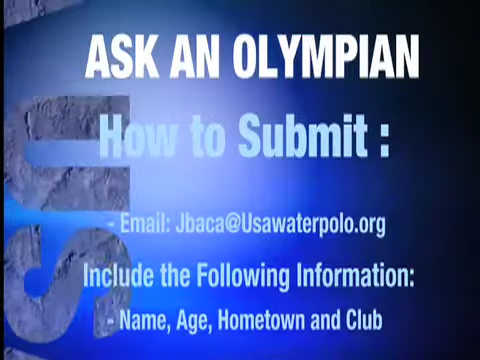 ASK AN OLYMPIAN
How to Submit :
- Email: Jbaca@Usawaterpolo.org
Include the Following Information:
- Name, Age, Hometown and Club